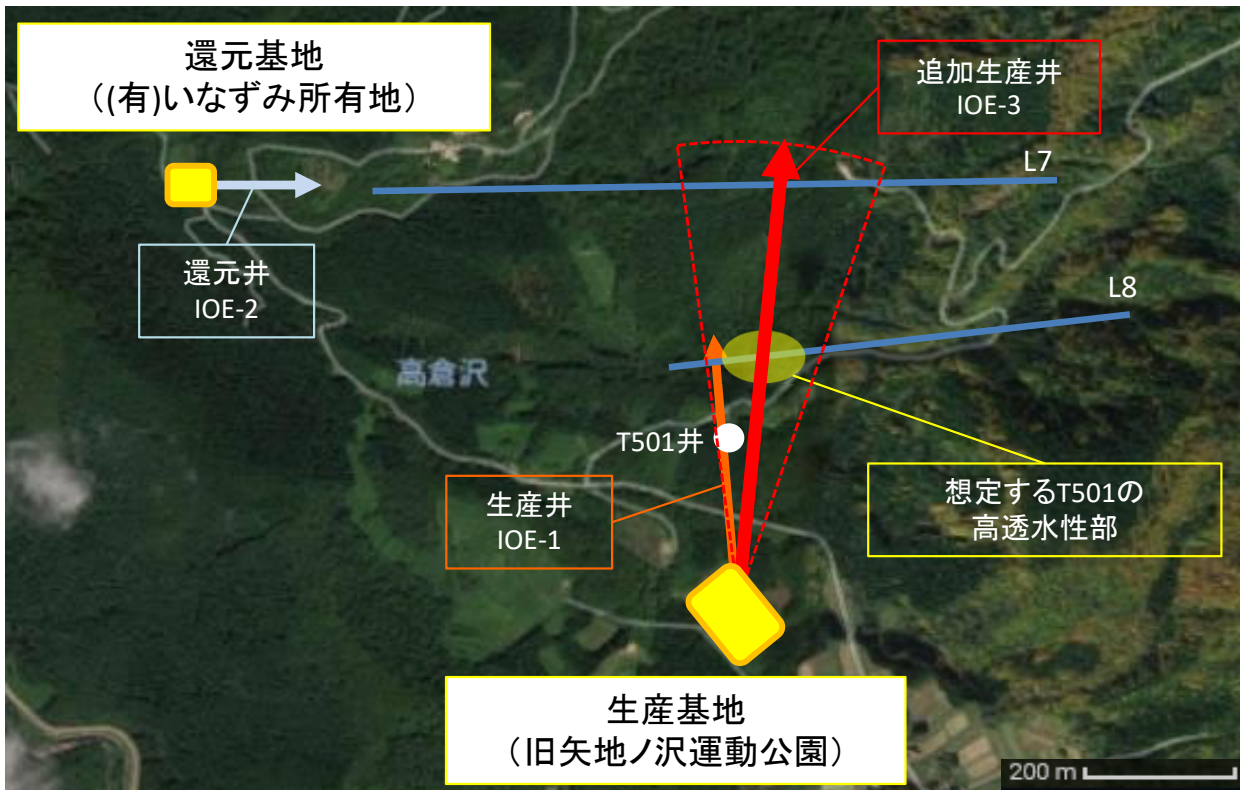 還元基地
（(有)いなずみ所有地）
追加生産井
IOE-3
L7
還元井
IOE-2
L8
高倉沢
T501井
生産井
IOE-1
想定するT501の
高透水性部
生産基地
（旧矢地ノ沢運動公園）
200 m